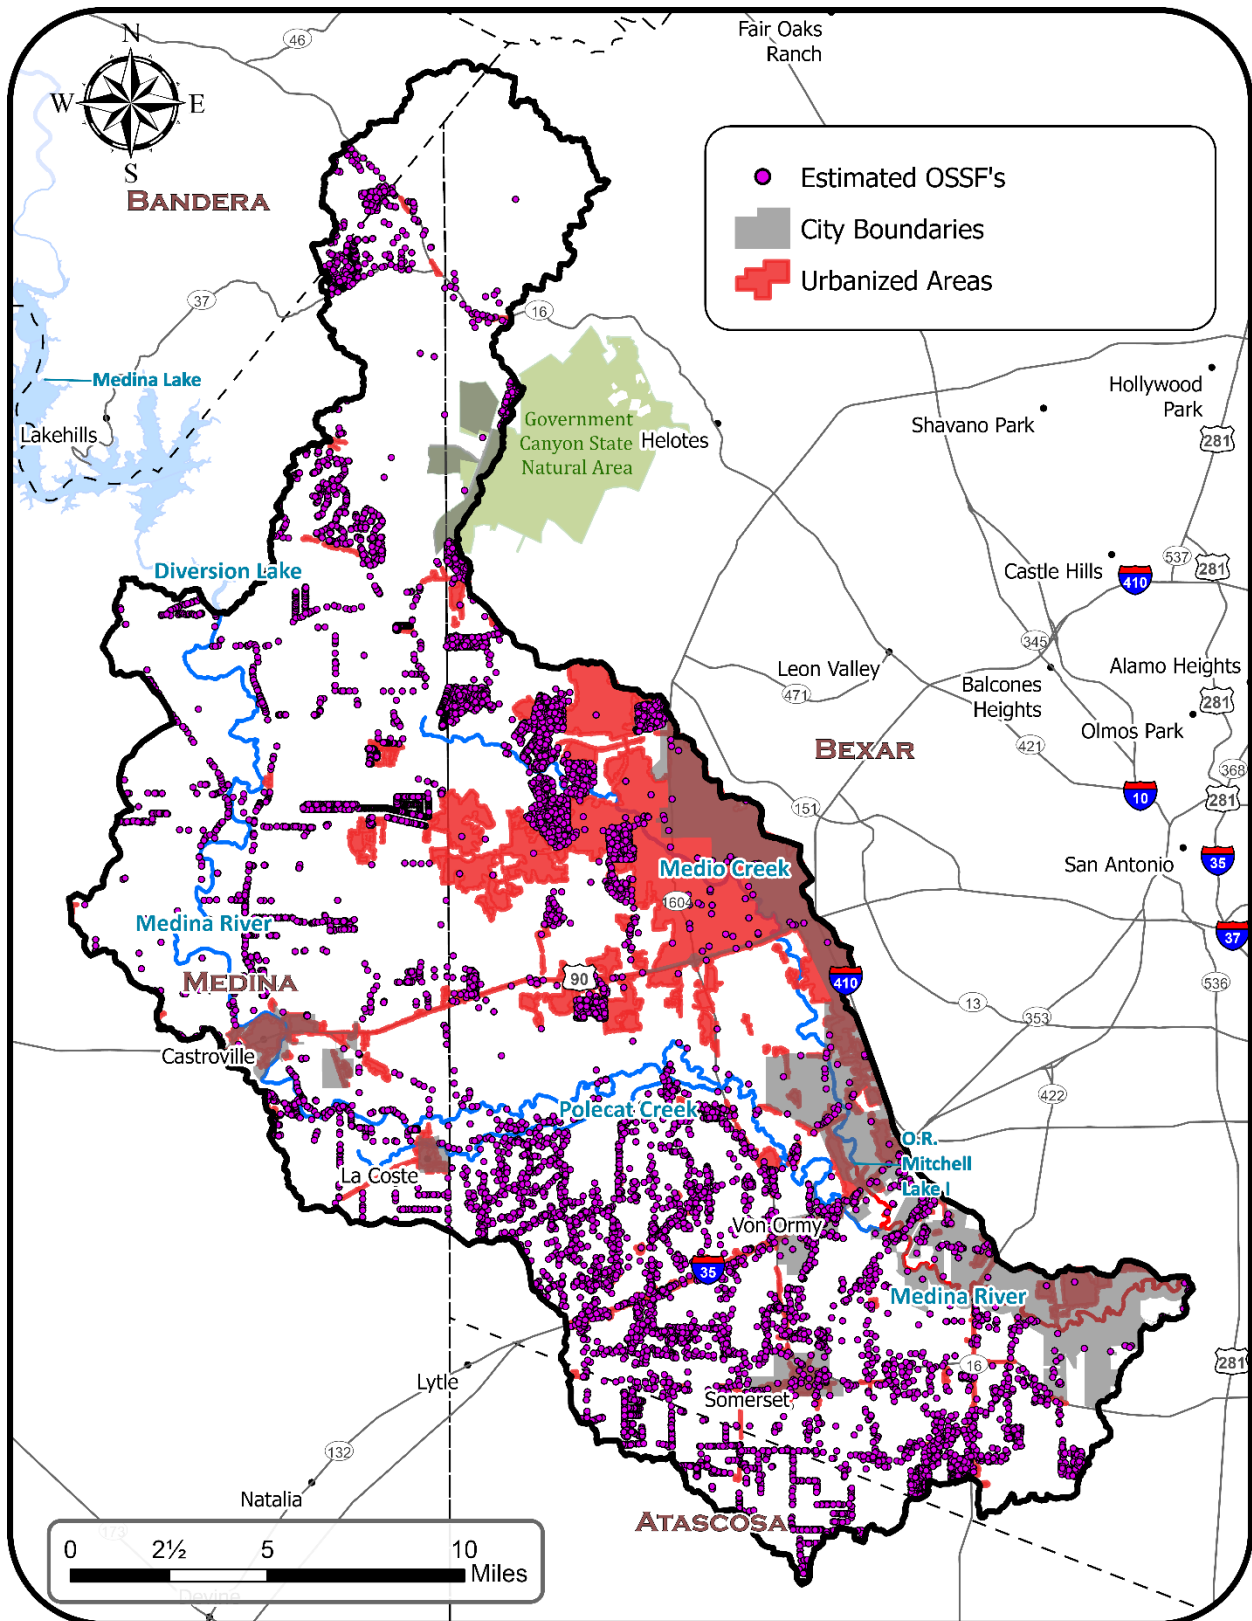 46
Fair Oaks
Ranch
N
W
E
S
BANDERA
Estimated OSSF's
City Boundaries
Urbanized Areas
37
16
Medina Lake
Lakehills
Government
Canyon State
Natural Area
Helotes
Hollywood
Park
Shavano Park
281
Diversion Lake
Castle Hills
410
537
281
345
Leon Valley
471
Balcones
Heights
Alamo Heights
281
Olmos Park
421
BEXAR
368
10
281
151
San Antonio
35
Medio Creek
1604
37
Medina River
MEDINA
90
410
536
13
353
Castroville
422
Polecat Creek
O.R.
Mitchell
Lake I
La Coste
Von Ormy
35
Medina River
16
281
Lytle
Somerset
132
Natalia
ATASCOSA
173
0
2½
5
10
Miles
Devine